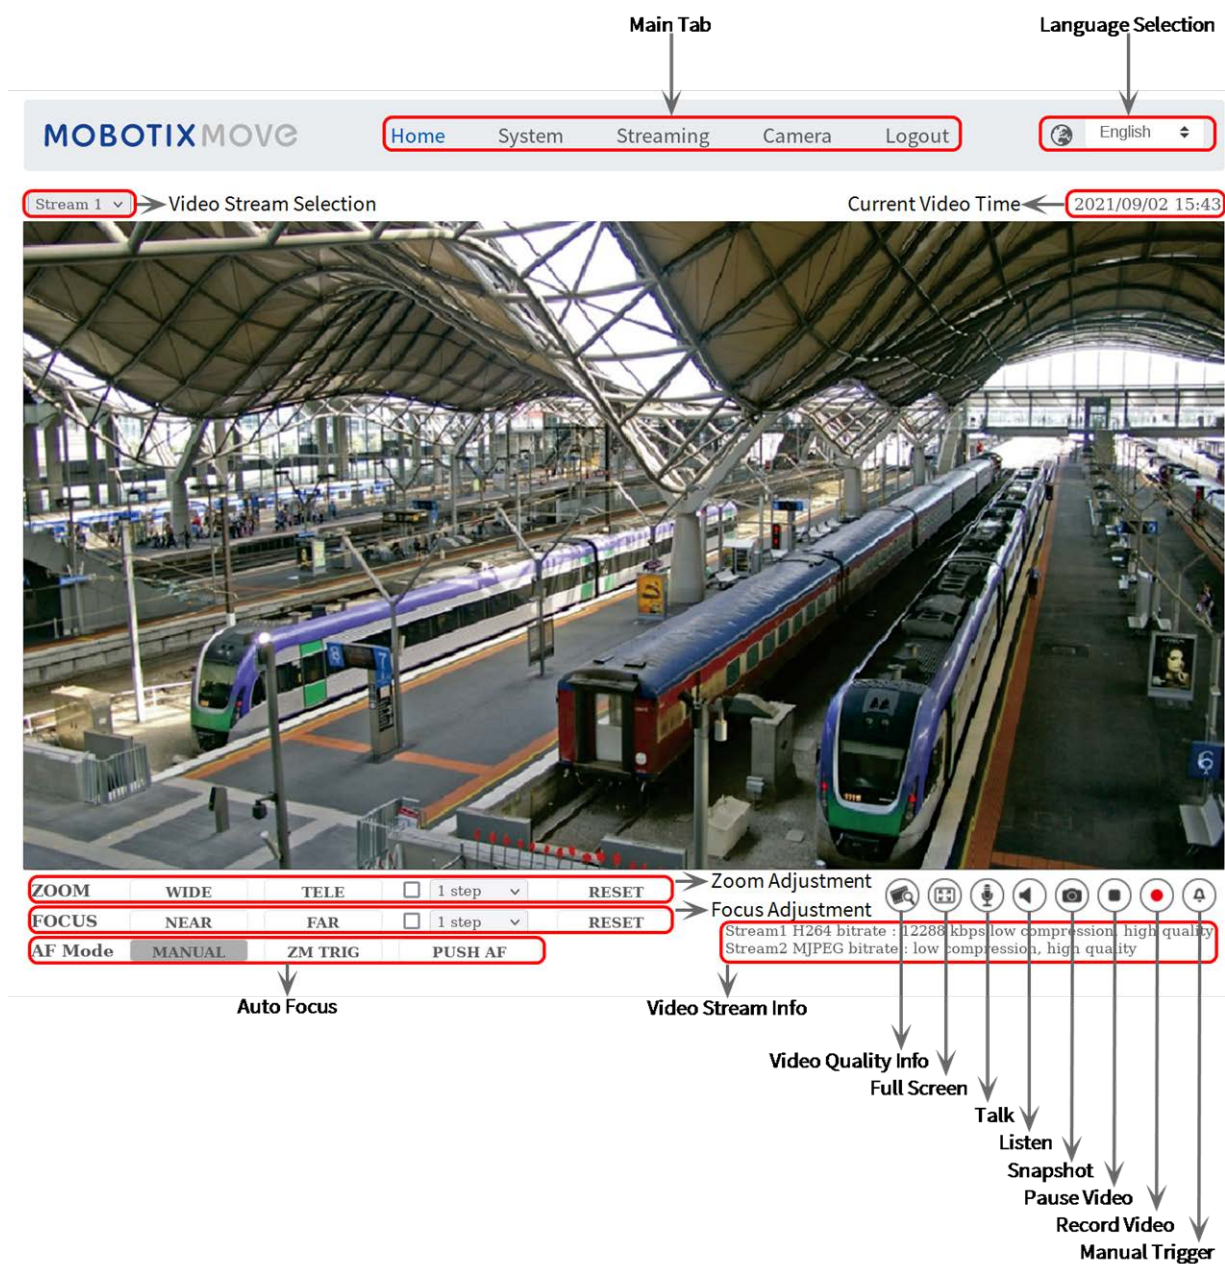 Main Tab
Language Selection
MOBOTIX MOVE
Home System Streaming Camera Logout
English
Stream 1
Video Stream Selection
Current Video Time
2021/09/02 15:43
8 7
6
ZOOM WIDE TELE 1 step RESET
Zoom Adjustment
FOCUS NEAR FAR 1 step RESET
Focus Adjustment
AF Mode MANUAL ZM TRIG PUSH AF
Stream1 H264 bitrate : 12288 kbps low compression, high quality
Stream2 MJPEG bitrate : low compression, high quality
Auto Focus
Video Stream Info
Video Quality Info
Full Screen
Talk
Listen
Snapshot
Pause Video
Record Video
Manual Trigger